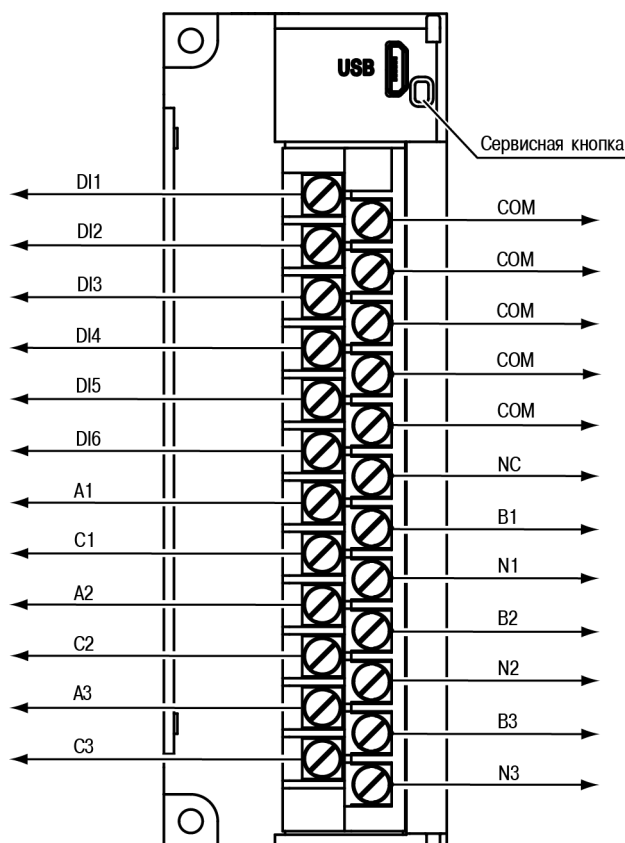 USB
Сервисная кнопка
DI1
COM
DI2
COM
DI3
COM
DI4
COM
DI5
COM
DI6
NC
A1
B1
C1
N1
A2
B2
C2
N2
A3
B3
C3
N3